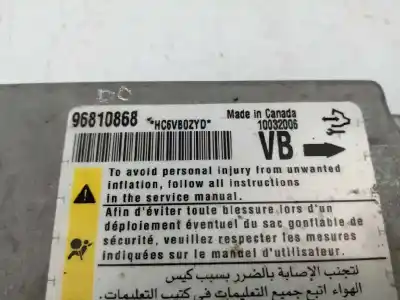 96810868 *HC6VB0ZYD* Made in Canada
10032006
VB
To avoid personal injury from unwanted
inflation, follow all instructions
in the service manual.
Afin d'éviter toute blessure lors d'un
déploiement éventuel du sac gonflable de
sécurité, veuillez respecter les mesures
indiquées sur le manuel d'utilisateur.
لتجنب الإصابة بالضرر بسبب كيس
الهواء اتبع جميع التعليمات في كتيب التعليمات.